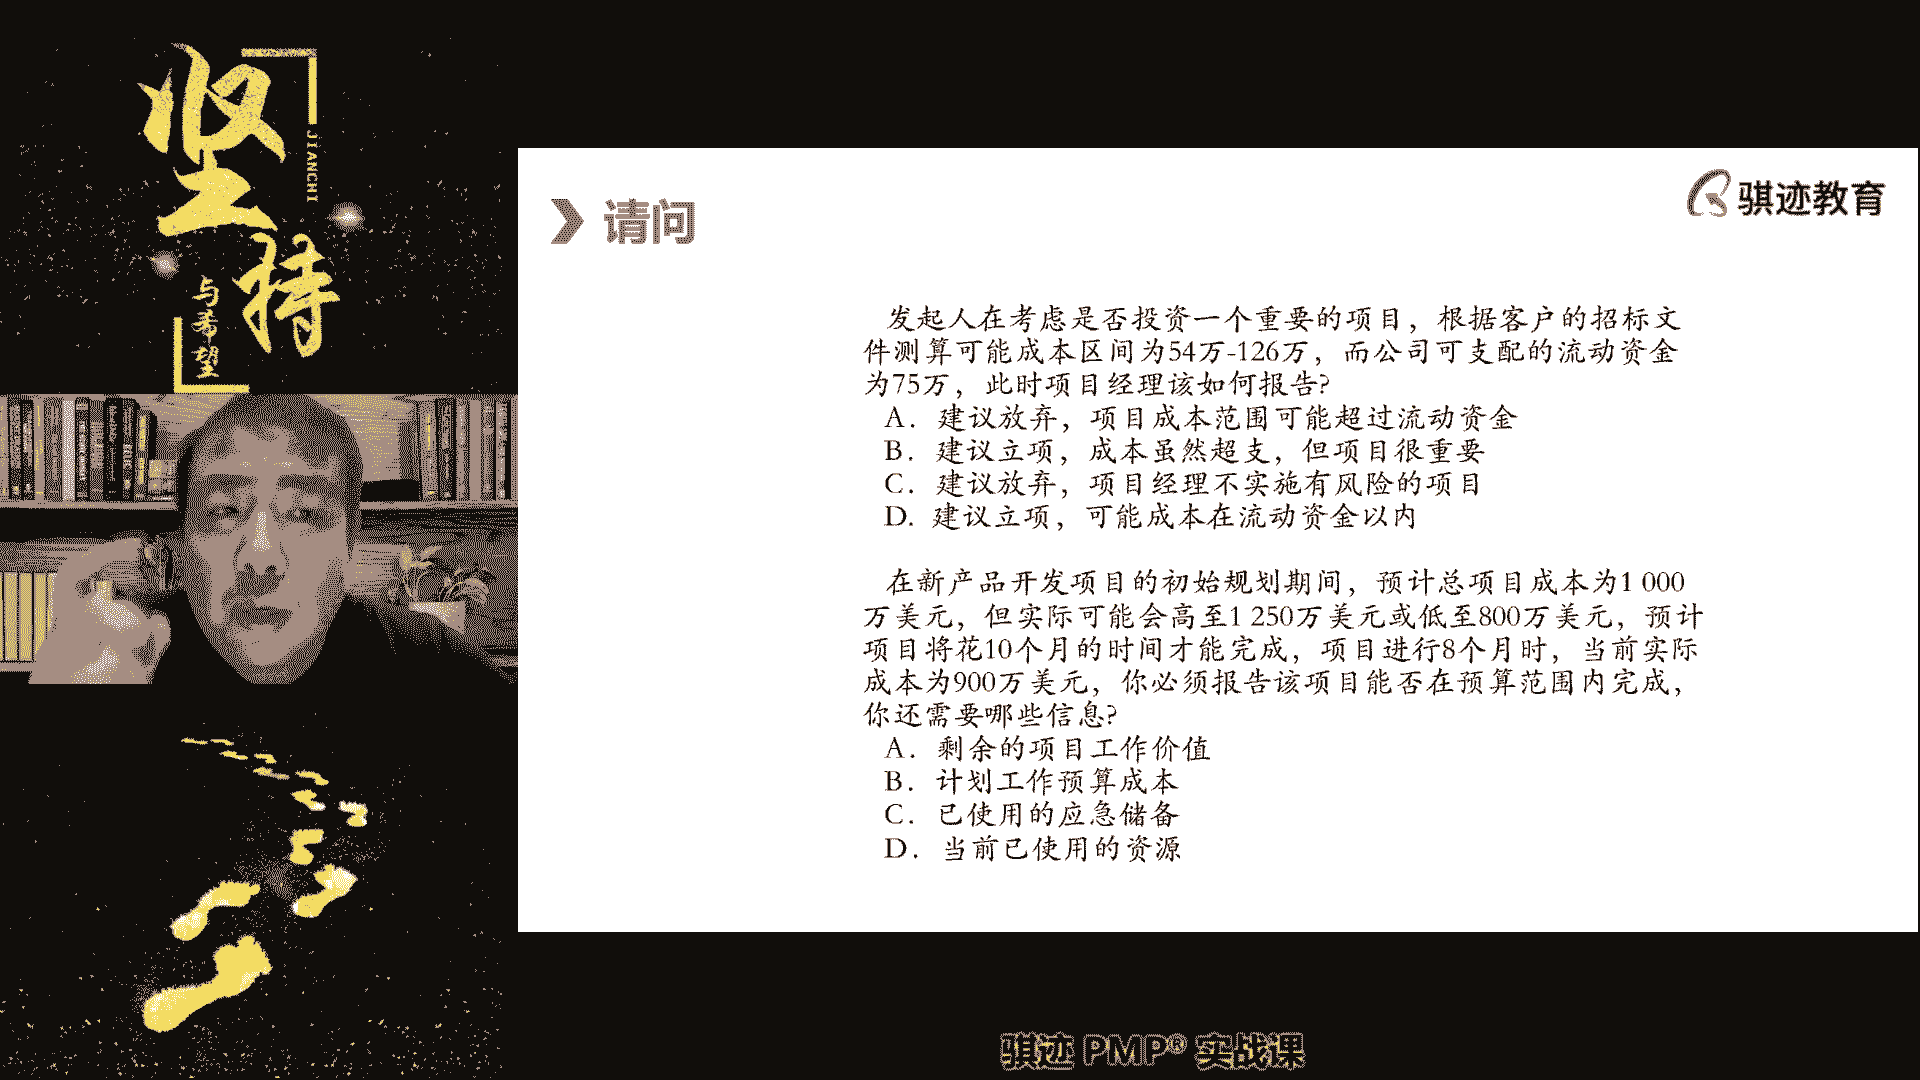 坚持
JIANCHI
与希望
请问
骐迹教育
发起人在考虑是否投资一个重要的项目，根据客户的招标文
件测算可能成本区间为54万-126万，而公司可支配的流动资金
为75万，此时项目经理该如何报告?
A. 建议放弃，项目成本范围可能超过流动资金
B. 建议立项，成本虽然超支，但项目很重要
C. 建议放弃，项目经理不实施有风险的项目
D. 建议立项，可能成本在流动资金以内
在新产品开发项目的初始规划期间，预计总项目成本为1 000
万美元，但实际可能会高至1 250万美元或低至800万美元，预计
项目将花10个月的时间才能完成，项目进行8个月时，当前实际
成本为900万美元，你必须报告该项目能否在预算范围内完成，
你还需要哪些信息?
A. 剩余的项目工作价值
B. 计划工作预算成本
C. 已使用的应急储备
D. 当前已使用的资源
骐迹 PMP® 实战课